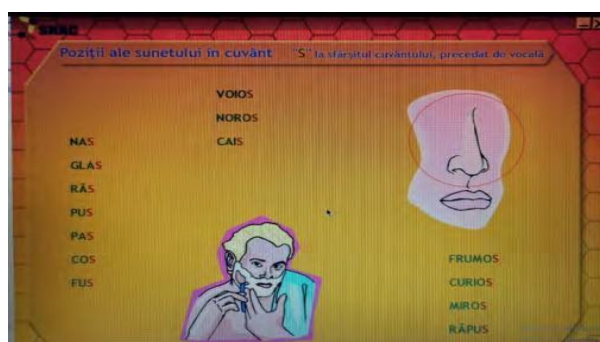 Poziții ale sunetului în cuvânt "S" la sfârșitul cuvântului, precedat de vocală
VOIOS
NOROS
CAIS
NAS
GLAS
RĂS
PUS
PAS
COS
FUS
FRUMOS
CURIOS
MIROS
RĂPUS